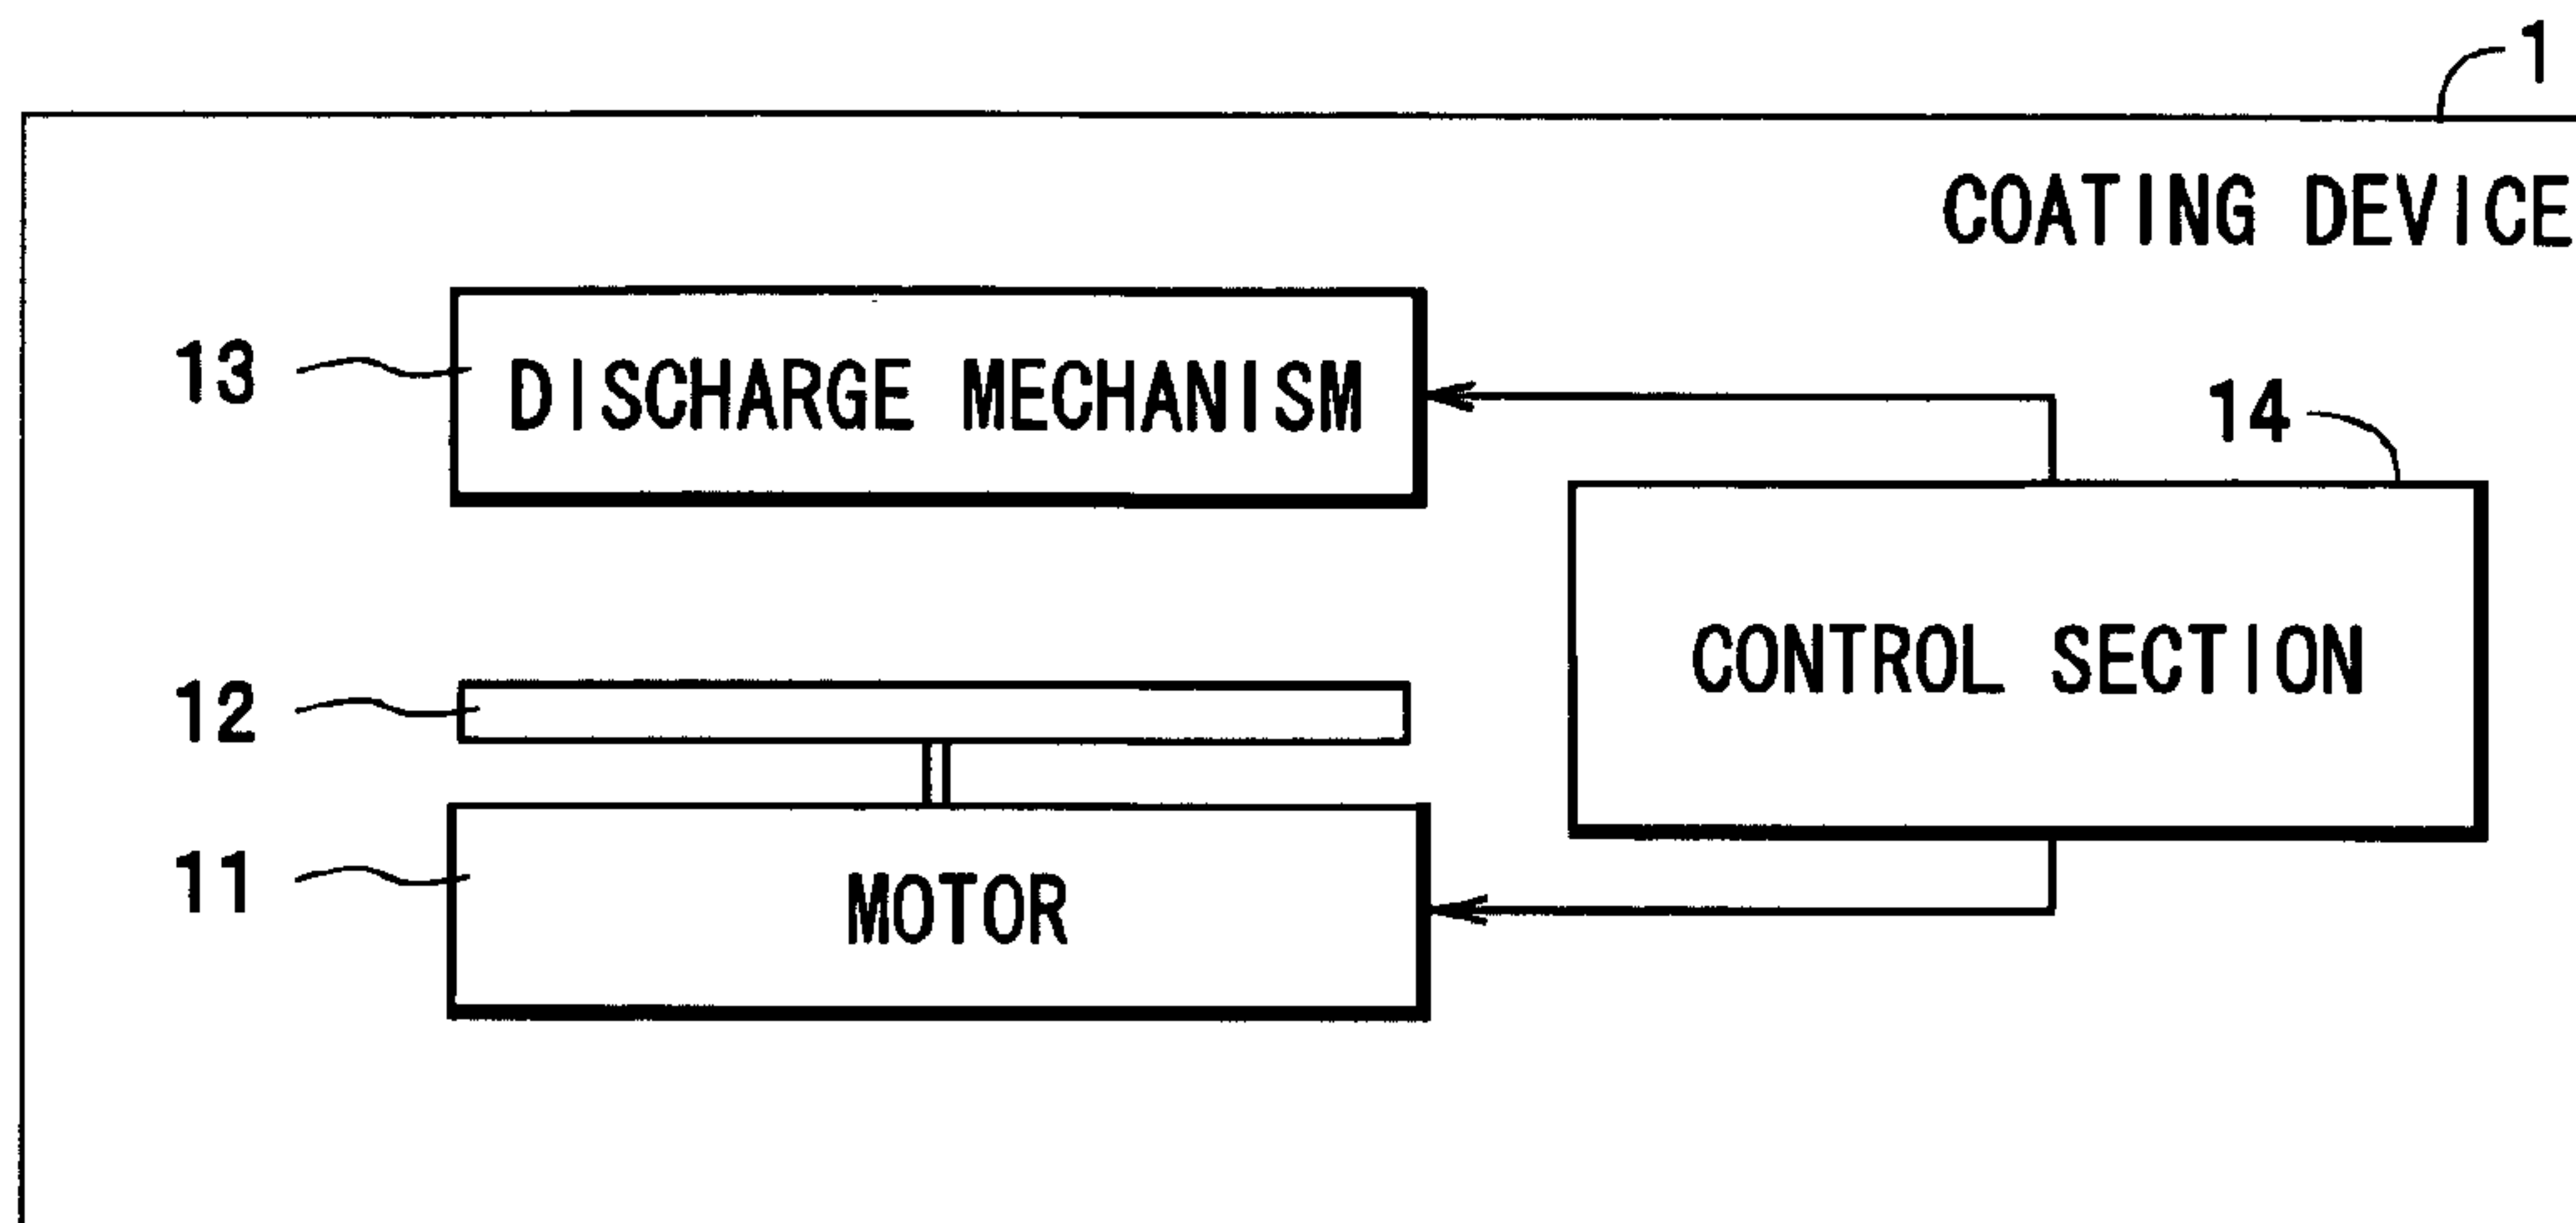 1
COATING DEVICE
13
DISCHARGE MECHANISM
14
CONTROL SECTION
12
11
MOTOR